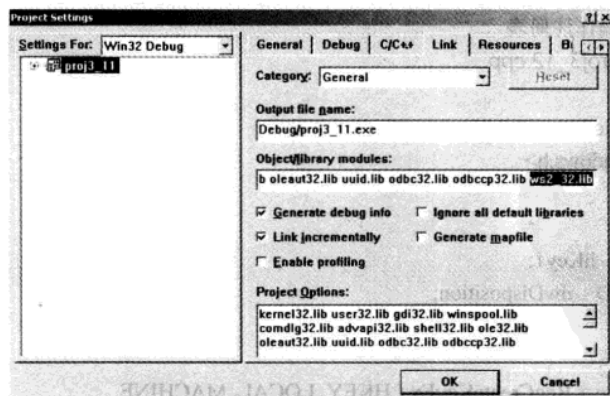 Project Settings
Settings For: Win32 Debug
proj3_11
General Debug C/C++ Link Resources
Category: General
Reset
Output file name:
Debug/proj3_11.exe
Object/library modules:
b oleaut32.lib uuid.lib odbc32.lib odbccp32.lib ws2_32.lib
Generate debug info
Ignore all default libraries
Link incrementally
Generate mapfile
Enable profiling
Project Options:
kernel32.lib user32.lib gdi32.lib winspool.lib
comdlg32.lib advapi32.lib shell32.lib ole32.lib
oleaut32.lib uuid.lib odbc32.lib odbccp32.lib
OK
Cancel